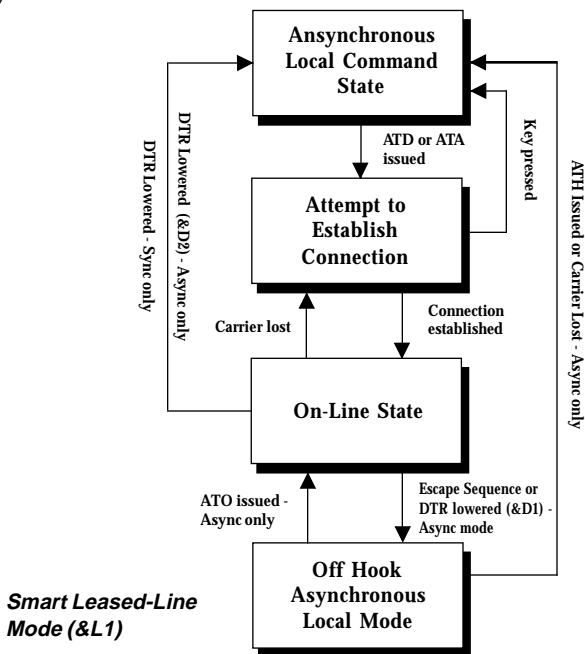 Ansynchronous
Local Command
State
DTR Lowered - Sync only
DTR Lowered (&D2) - Async only
ATD or ATA
issued
Key pressed
ATH Issued or Carrier Lost - Async only
Attempt to
Establish
Connection
Carrier lost
Connection
established
On-Line State
ATO issued -
Async only
Escape Sequence or
DTR lowered (&D1) -
Async mode
Off Hook
Asynchronous
Local Mode
Smart Leased-Line
Mode (&L1)